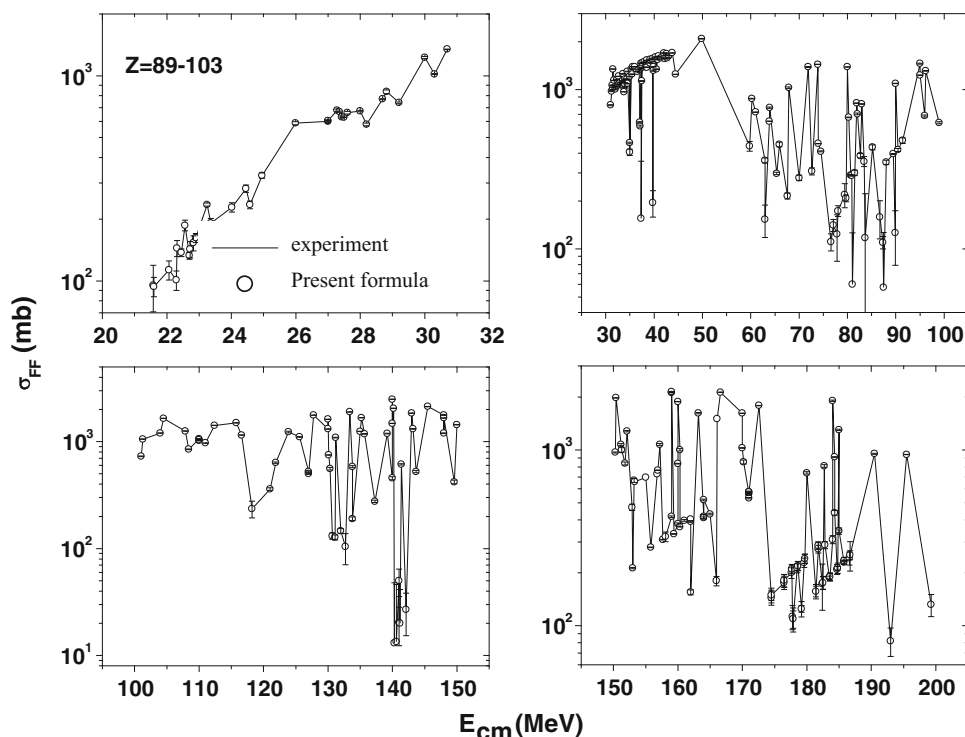 Z=89-103
10³
10²
experiment
Present formula
20 22 24 26 28 30 32
10³
10²
30 40 50 60 70 80 90 100
σFF (mb)
10³
10²
10¹
100 110 120 130 140 150
10³
10²
150 160 170 180 190 200
Ecm(MeV)